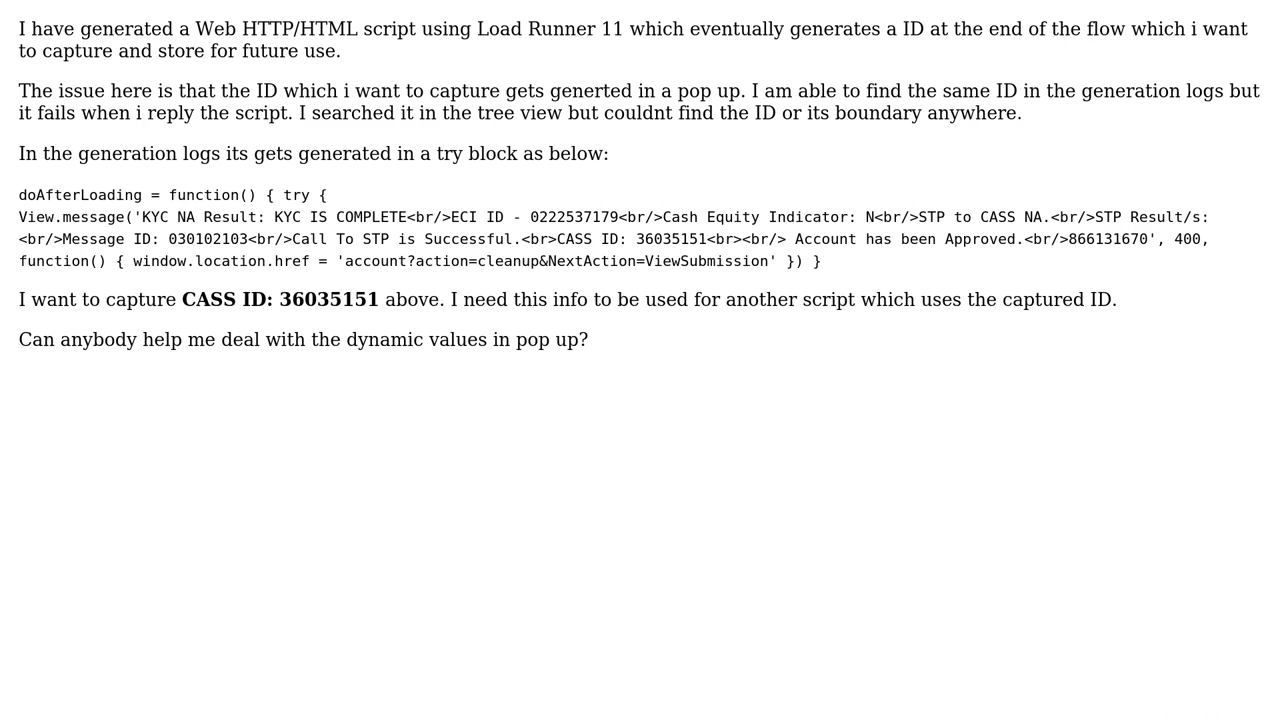 I have generated a Web HTTP/HTML script using Load Runner 11 which eventually generates a ID at the end of the flow which i want
to capture and store for future use.
The issue here is that the ID which i want to capture gets generted in a pop up. I am able to find the same ID in the generation logs but
it fails when i reply the script. I searched it in the tree view but couldnt find the ID or its boundary anywhere.
In the generation logs its gets generated in a try block as below:
doAfterLoading = function() { try {
View.message('KYC NA Result: KYC IS COMPLETE<br/>ECI ID - 0222537179<br/>Cash Equity Indicator: N<br/>STP to CASS NA.<br/>STP Result/s:
<br/>Message ID: 030102103<br/>Call To STP is Successful.<br>CASS ID: 36035151<br><br/> Account has been Approved.<br/>866131670', 400,
function() { window.location.href = 'account?action=cleanup&NextAction=ViewSubmission' }) }
I want to capture CASS ID: 36035151 above. I need this info to be used for another script which uses the captured ID.
Can anybody help me deal with the dynamic values in pop up?